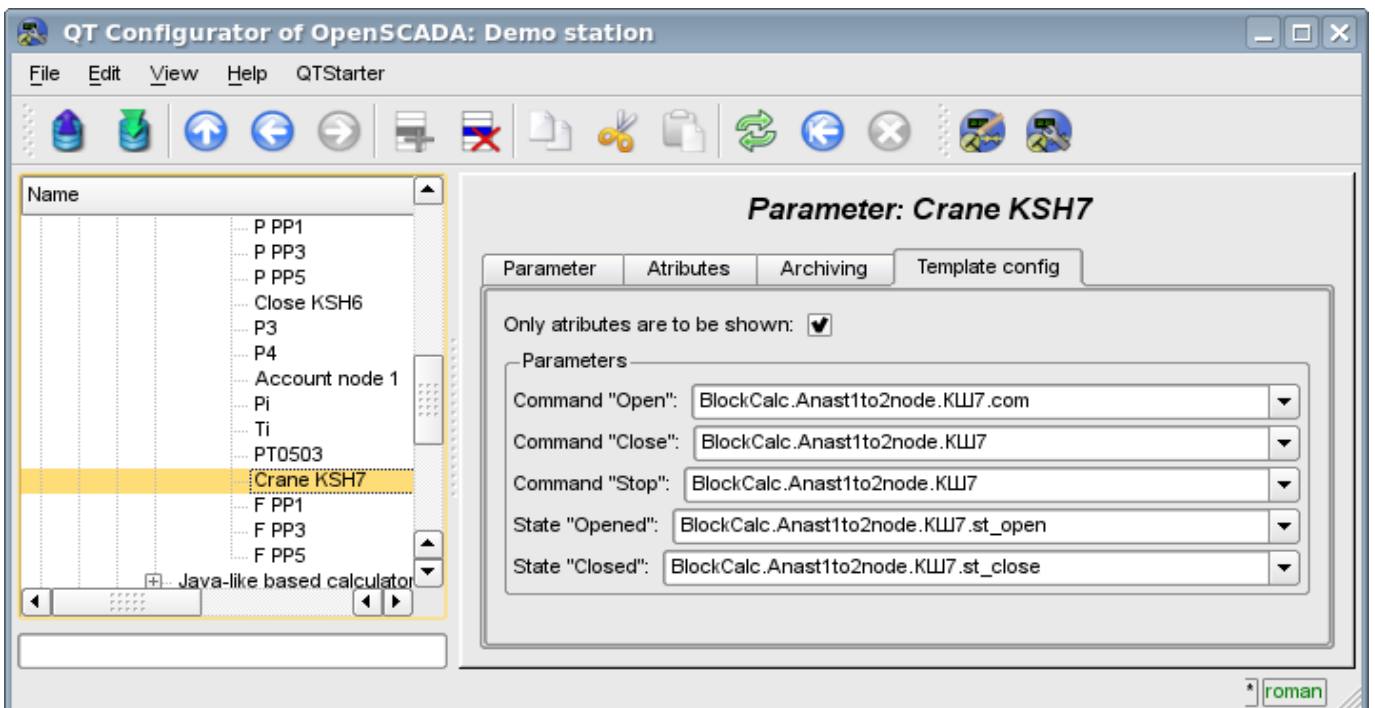 QT Configurator of OpenSCADA: Demo station
File Edit View Help QTStarter
Name
P PP1
P PP3
P PP5
Close KSH6
P3
P4
Account node 1
Pi
Ti
PT0503
Crane KSH7
F PP1
F PP3
F PP5
Java-like based calculator
Parameter: Crane KSH7
Parameter Atributes Archiving Template config
Only atributes are to be shown:
Parameters
Command "Open": BlockCalc.Anast1to2node.КШ7.com
Command "Close": BlockCalc.Anast1to2node.КШ7
Command "Stop": BlockCalc.Anast1to2node.КШ7
State "Opened": BlockCalc.Anast1to2node.КШ7.st_open
State "Closed": BlockCalc.Anast1to2node.КШ7.st_close
* roman